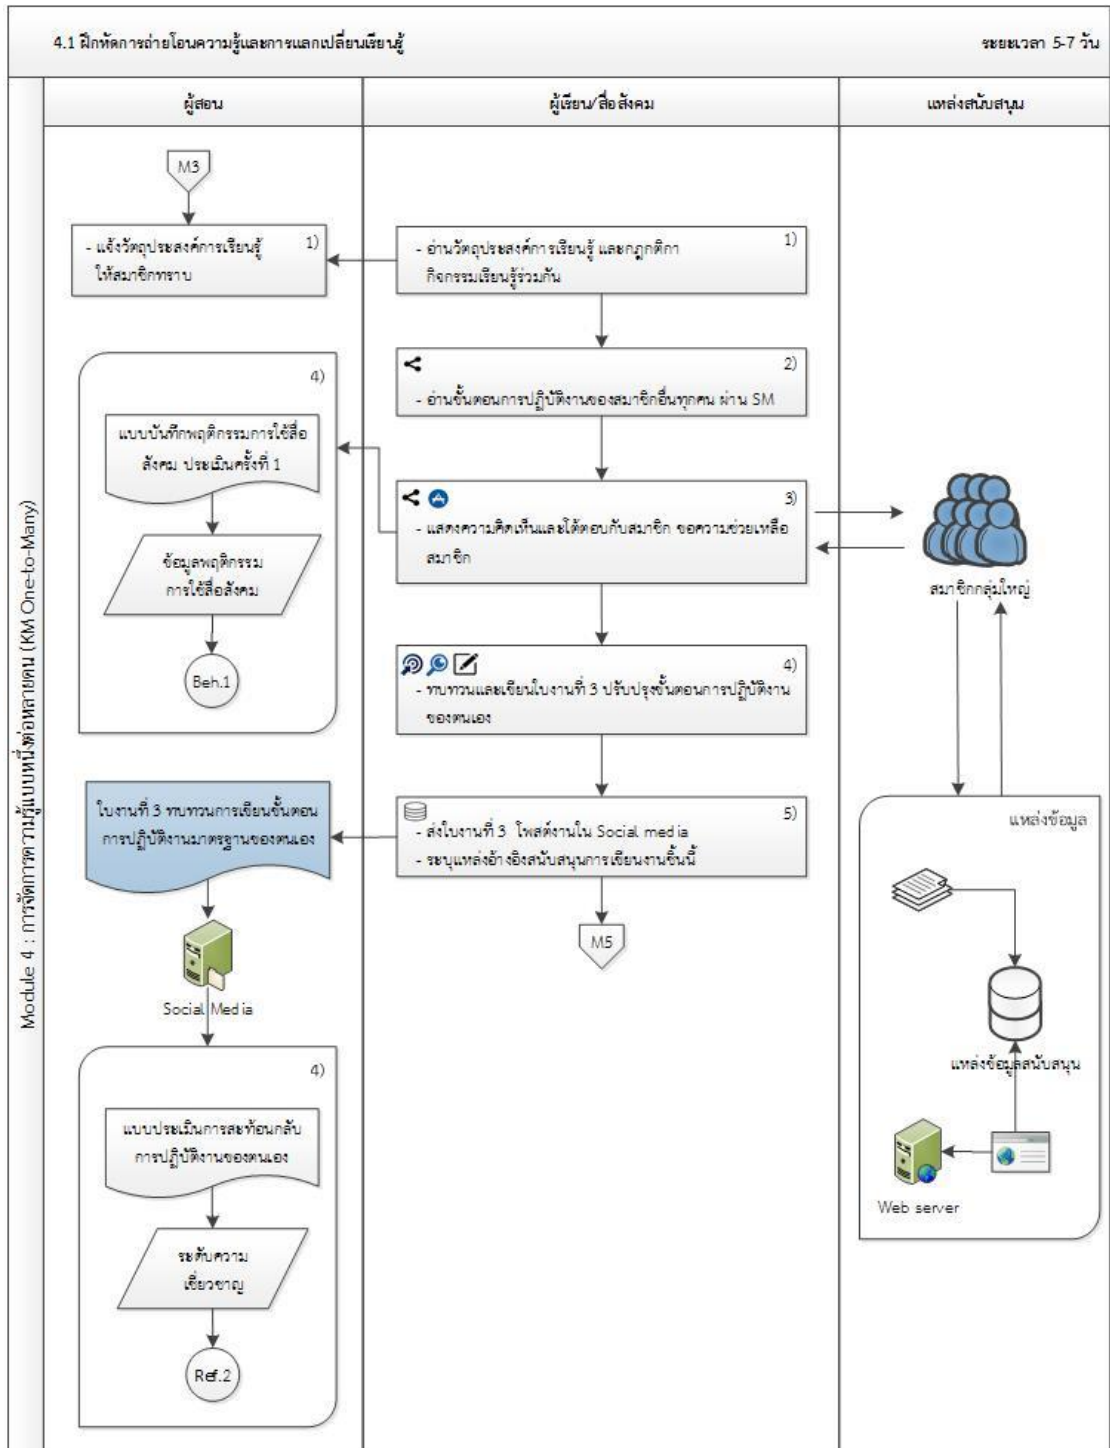 4.1 ฝึกหัดการถ่ายโอนความรู้และการแลกเปลี่ยนเรียนรู้
ระยะเวลา 5-7 วัน
Module 4 : การจัดการความรู้แบบหนึ่งต่อหลายคน (KM One-to-Many)
ผู้สอน
ผู้เรียน/สื่อสังคม
แหล่งสนับสนุน
M3
- แจ้งวัตถุประสงค์การเรียนรู้
ให้สมาชิกทราบ
1)
- อ่านวัตถุประสงค์การเรียนรู้ และกฎกติกา
กิจกรรมเรียนรู้ร่วมกัน
1)
2)
- อ่านขั้นตอนการปฏิบัติงานของสมาชิกอื่นทุกคน ผ่าน SM
4)
แบบบันทึกพฤติกรรมการใช้สื่อ
สังคม ประเมินครั้งที่ 1
ข้อมูลพฤติกรรม
การใช้สื่อสังคม
Beh.1
3)
- แสดงความคิดเห็นและโต้ตอบกับสมาชิก ขอความช่วยเหลือ
สมาชิก
สมาชิกกลุ่มใหญ่
4)
- ทบทวนและเขียนใบงานที่ 3 ปรับปรุงขั้นตอนการปฏิบัติงาน
ของตนเอง
ใบงานที่ 3 ทบทวนการเขียนขั้นตอน
การปฏิบัติงานมาตรฐานของตนเอง
5)
- ส่งใบงานที่ 3 โพสต์งานใน Social media
- ระบุแหล่งอ้างอิงสนับสนุนการเขียนงานชิ้นนี้
M5
Social Media
4)
แบบประเมินการสะท้อนกลับ
การปฏิบัติงานของตนเอง
ระดับความ
เชี่ยวชาญ
Ref.2
แหล่งข้อมูล
แหล่งข้อมูลสนับสนุน
Web server